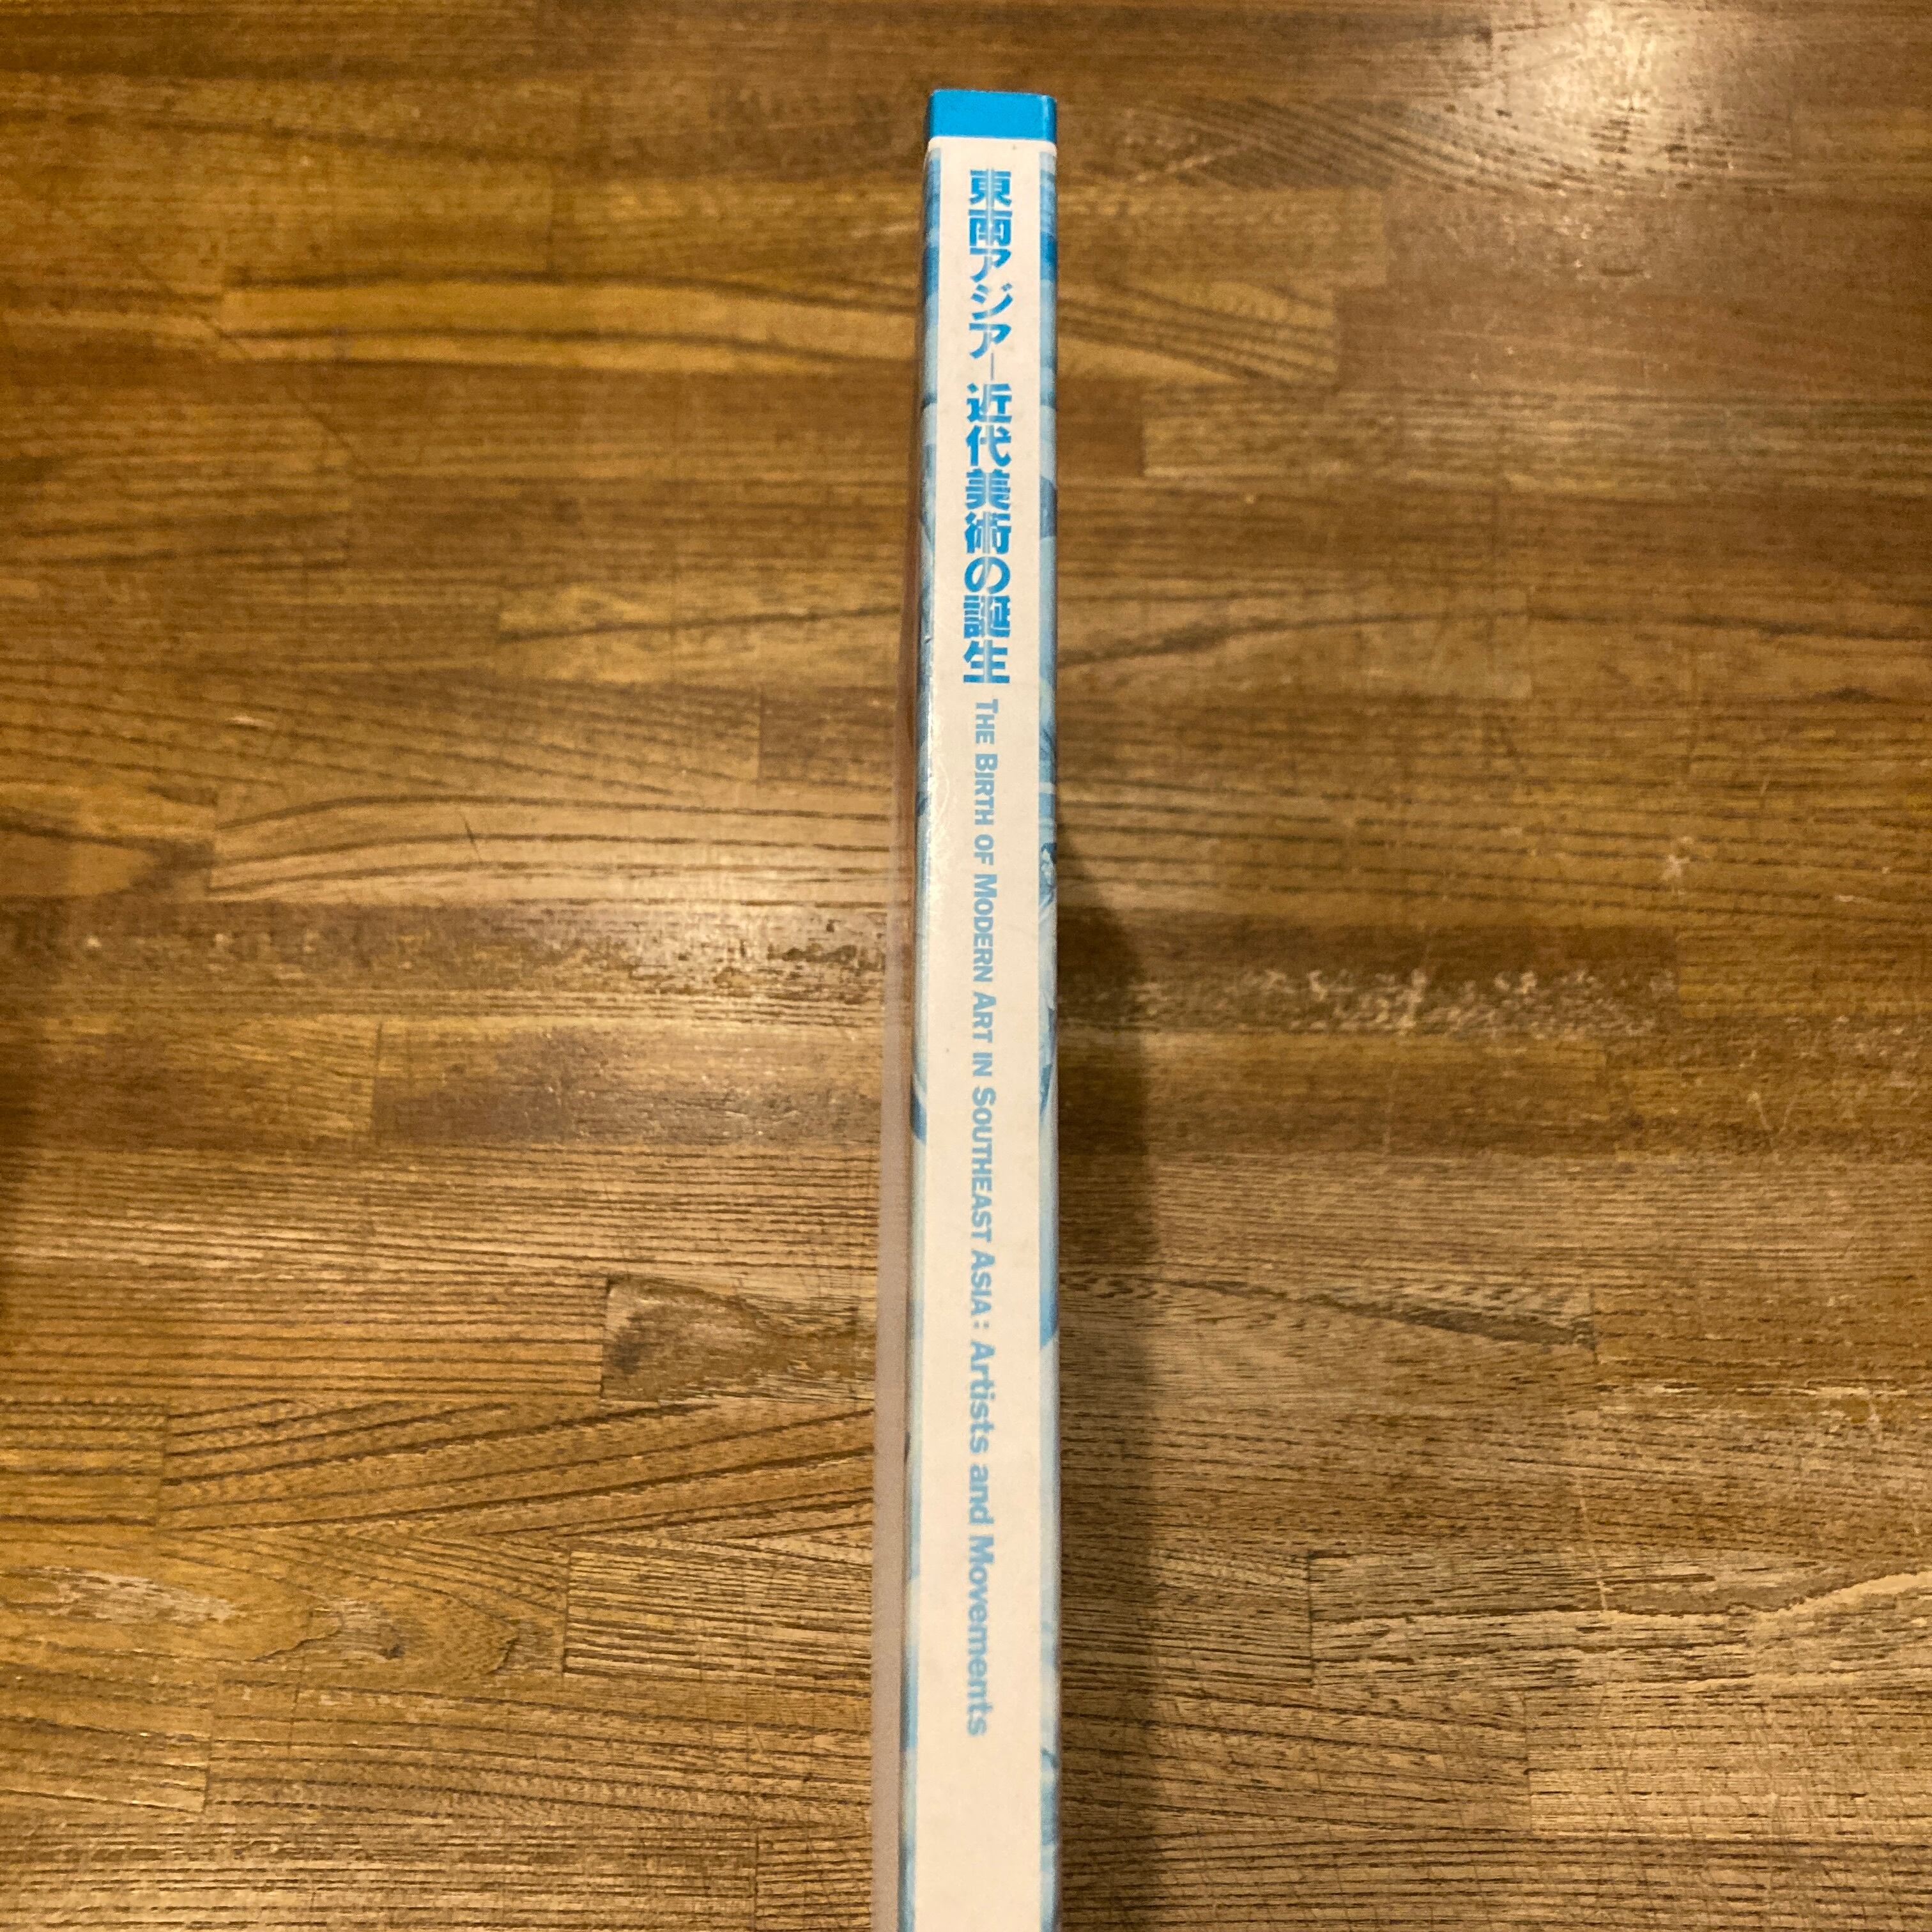 東南アジア―近代美術の誕生
THE BIRTH OF MODERN ART IN SOUTHEAST ASIA: Artists and Movements